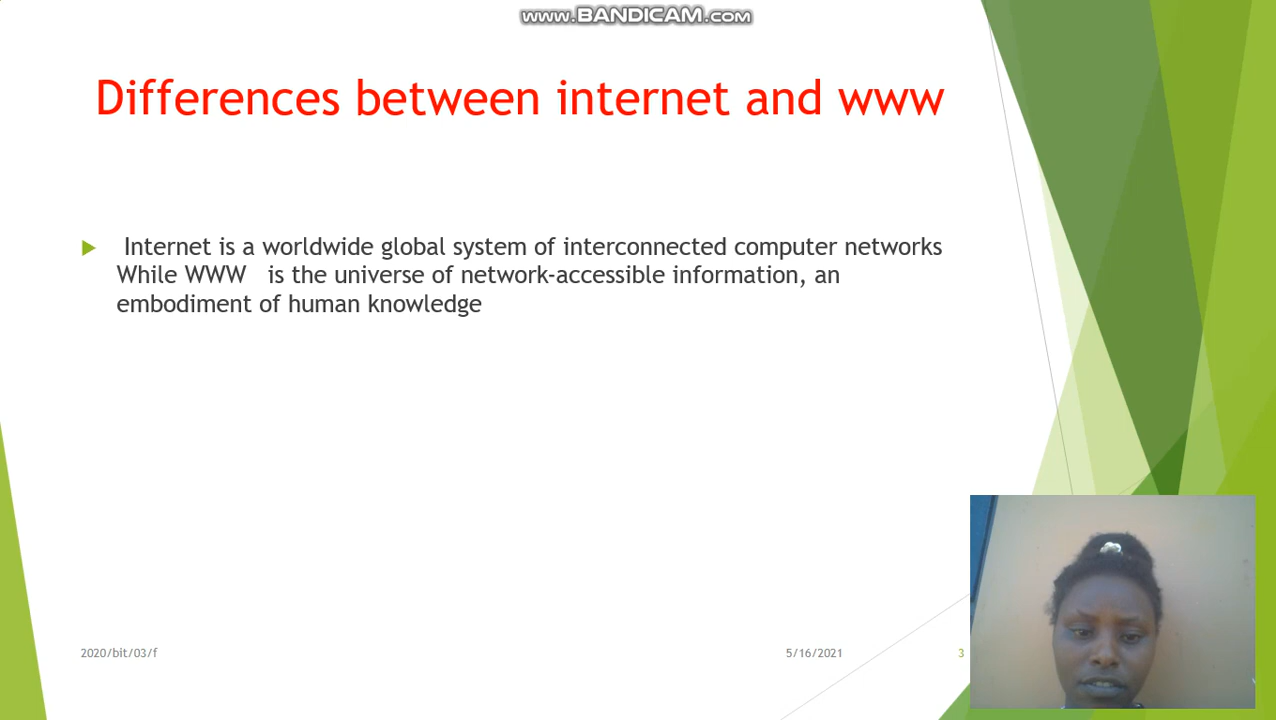 www.BANDICAM.com
Differences between internet and www
Internet is a worldwide global system of interconnected computer networks
While WWW is the universe of network-accessible information, an
embodiment of human knowledge
2020/bit/03/f
5/16/2021
3